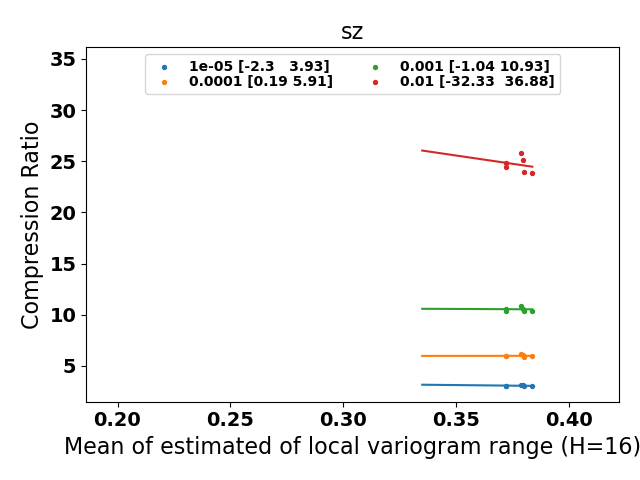 sz
1e-05 [-2.3   3.93]
0.0001 [0.19 5.91]
0.001 [-1.04 10.93]
0.01 [-32.33  36.88]
Compression Ratio
35
30
25
20
15
10
5
0.20 0.25 0.30 0.35 0.40
Mean of estimated of local variogram range (H=16)